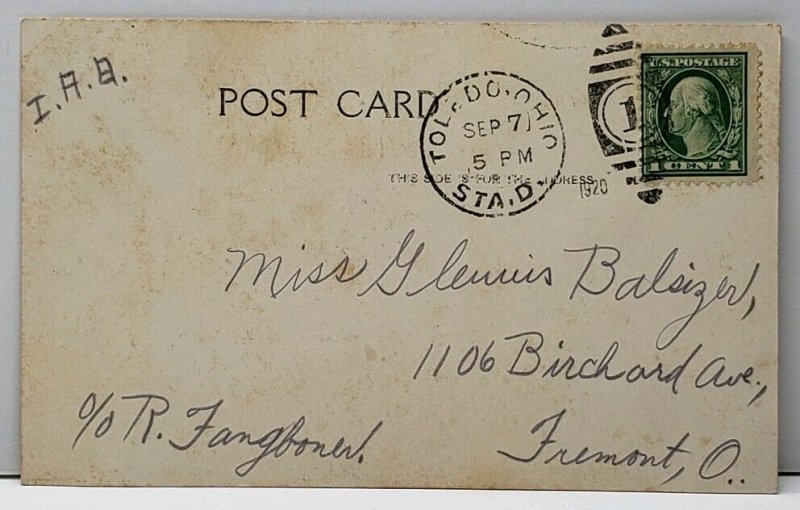 I.A.B.
POST CARD
THIS SIDE IS FOR THE ADDRESS
TOLEDO, OHIO
SEP 7
5 PM
STA. D.
1920
1
U.S. POSTAGE
1 CENT 1
Miss Glennis Balsizer,
1106 Birchard Ave.,
c/o R. Fangboner.
Fremont, O..